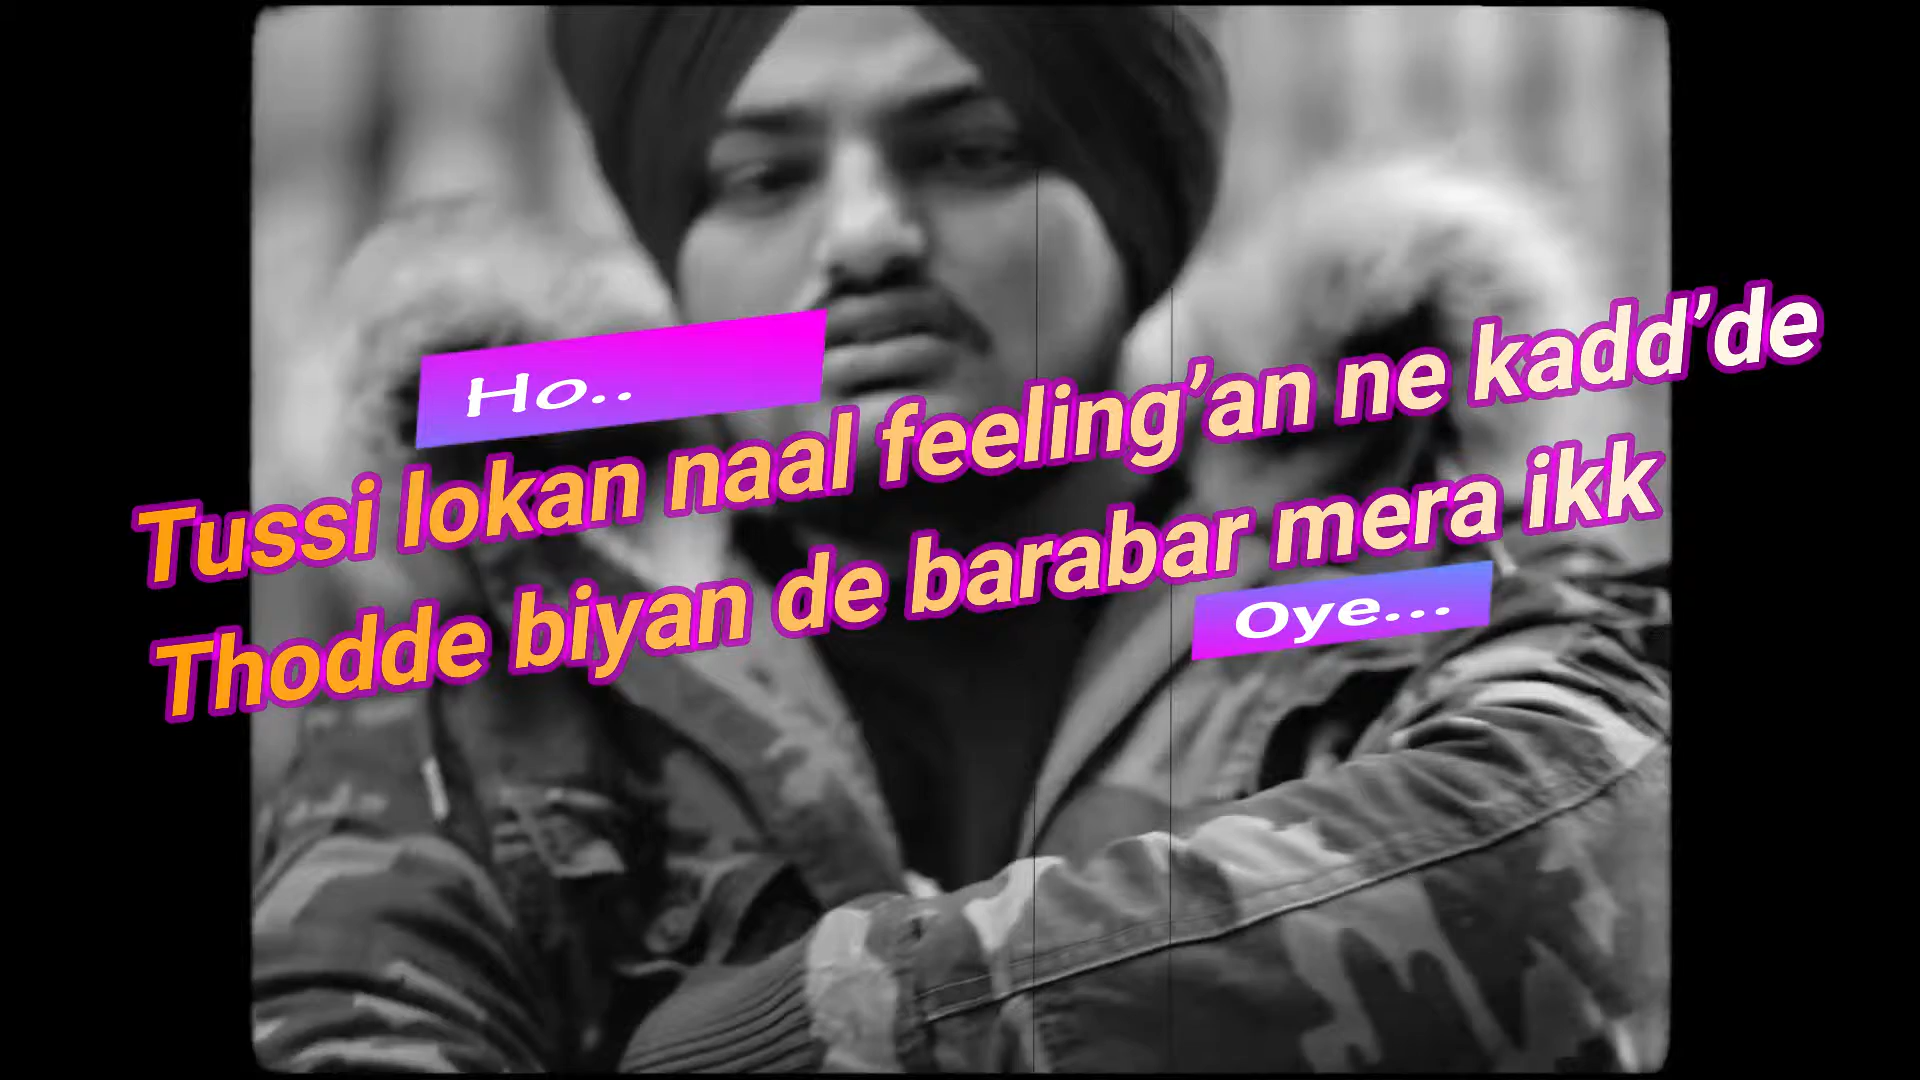 Ho..
Tussi lokan naal feeling’an ne kadd’de
Thodde biyan de barabar mera ikk
Oye...